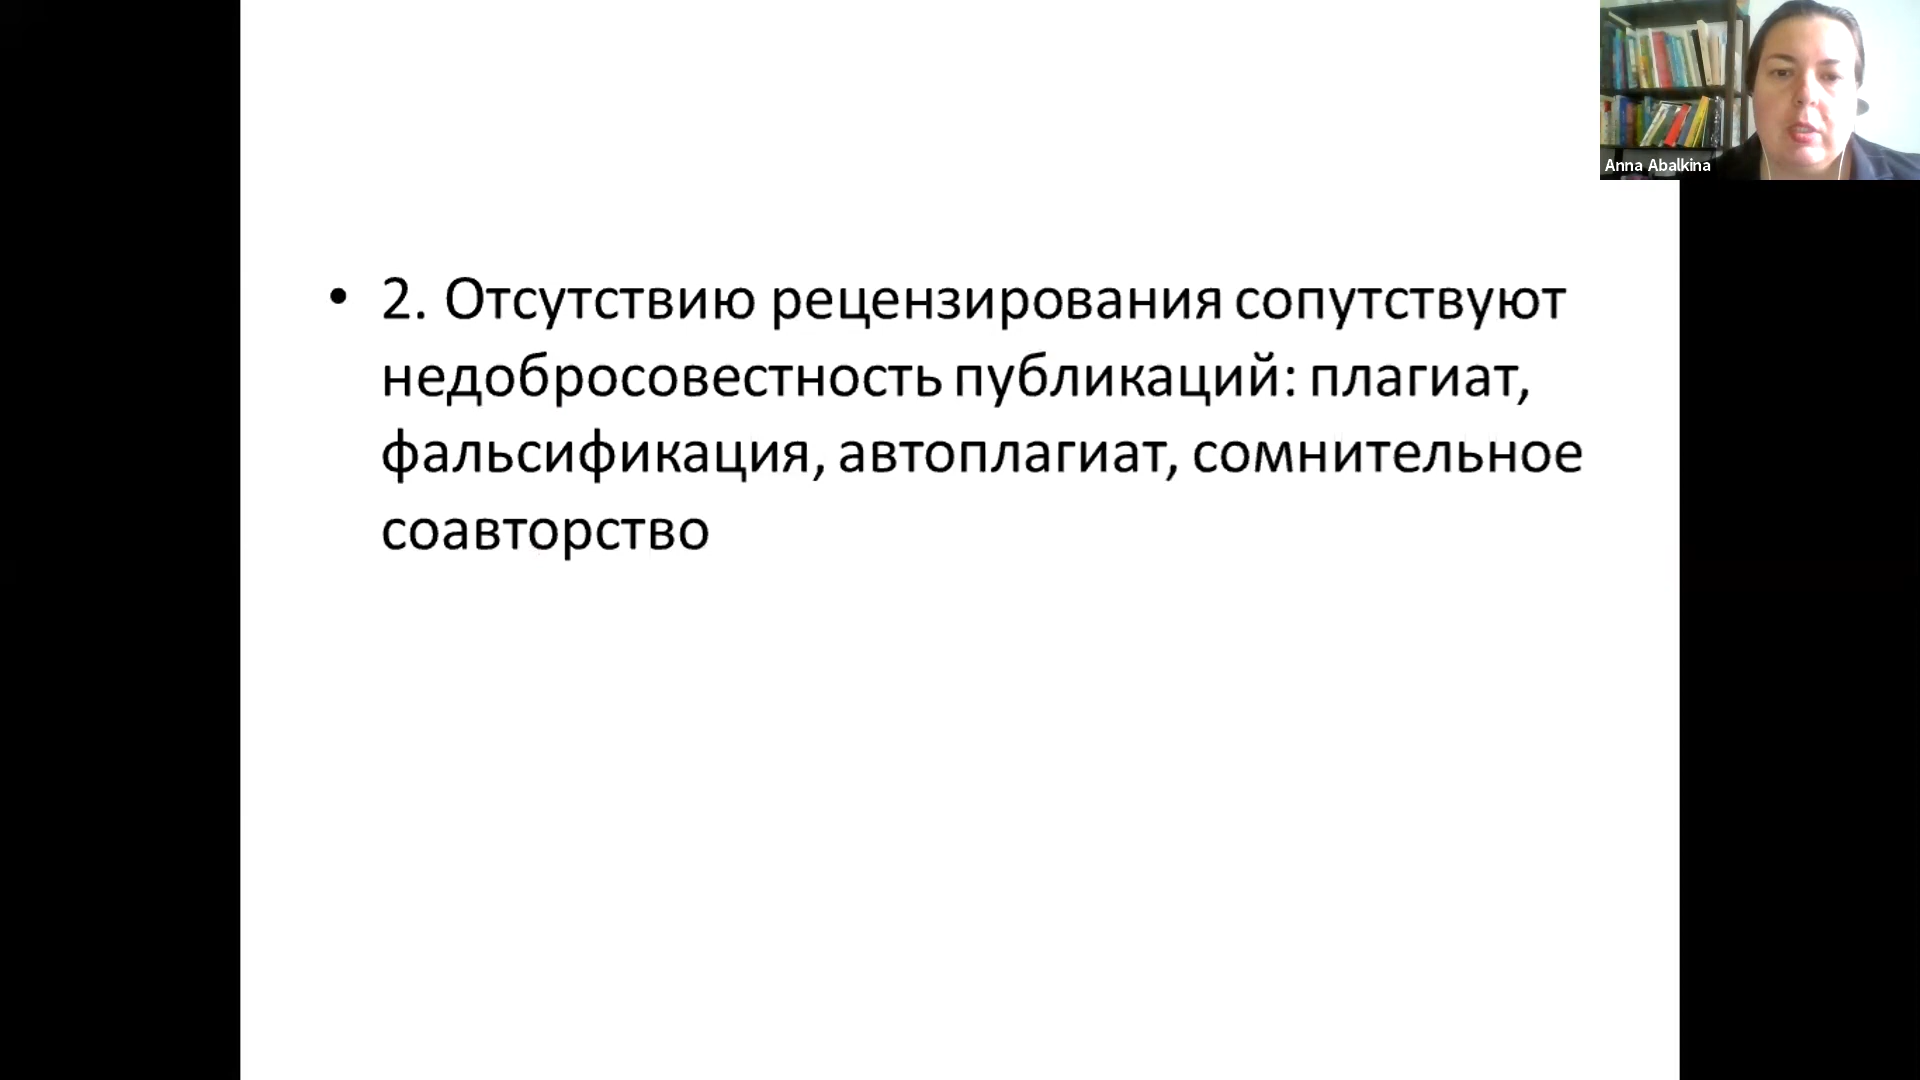 Anna Abalkina
• 2. Отсутствию рецензирования сопутствуют
недобросовестность публикаций: плагиат,
фальсификация, автоплагиат, сомнительное
соавторство